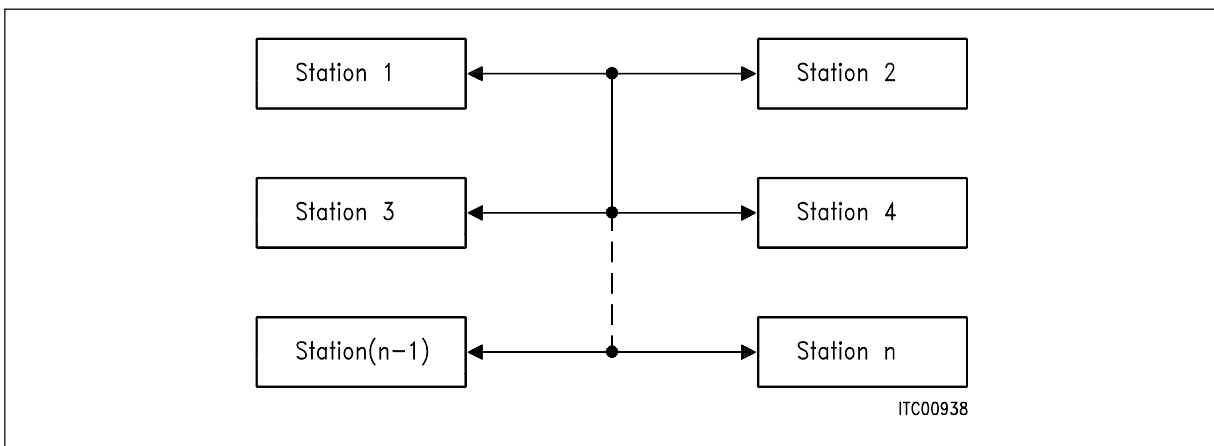 Station 1
Station 2
Station 3
Station 4
Station(n-1)
Station n
ITC00938